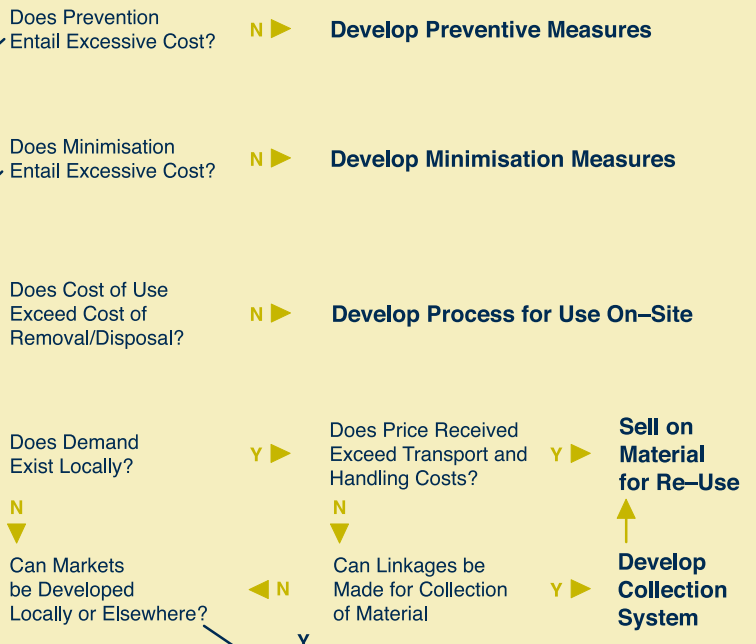 Does Prevention
Entail Excessive Cost?
N
Develop Preventive Measures
Does Minimisation
Entail Excessive Cost?
N
Develop Minimisation Measures
Does Cost of Use
Exceed Cost of
Removal/Disposal?
N
Develop Process for Use On–Site
Does Demand
Exist Locally?
Y
Does Price Received
Exceed Transport and
Handling Costs?
Y
Sell on
Material
for Re–Use
N
N
Can Markets
be Developed
Locally or Elsewhere?
N
Can Linkages be
Made for Collection
of Material
Y
Develop
Collection
System
Y